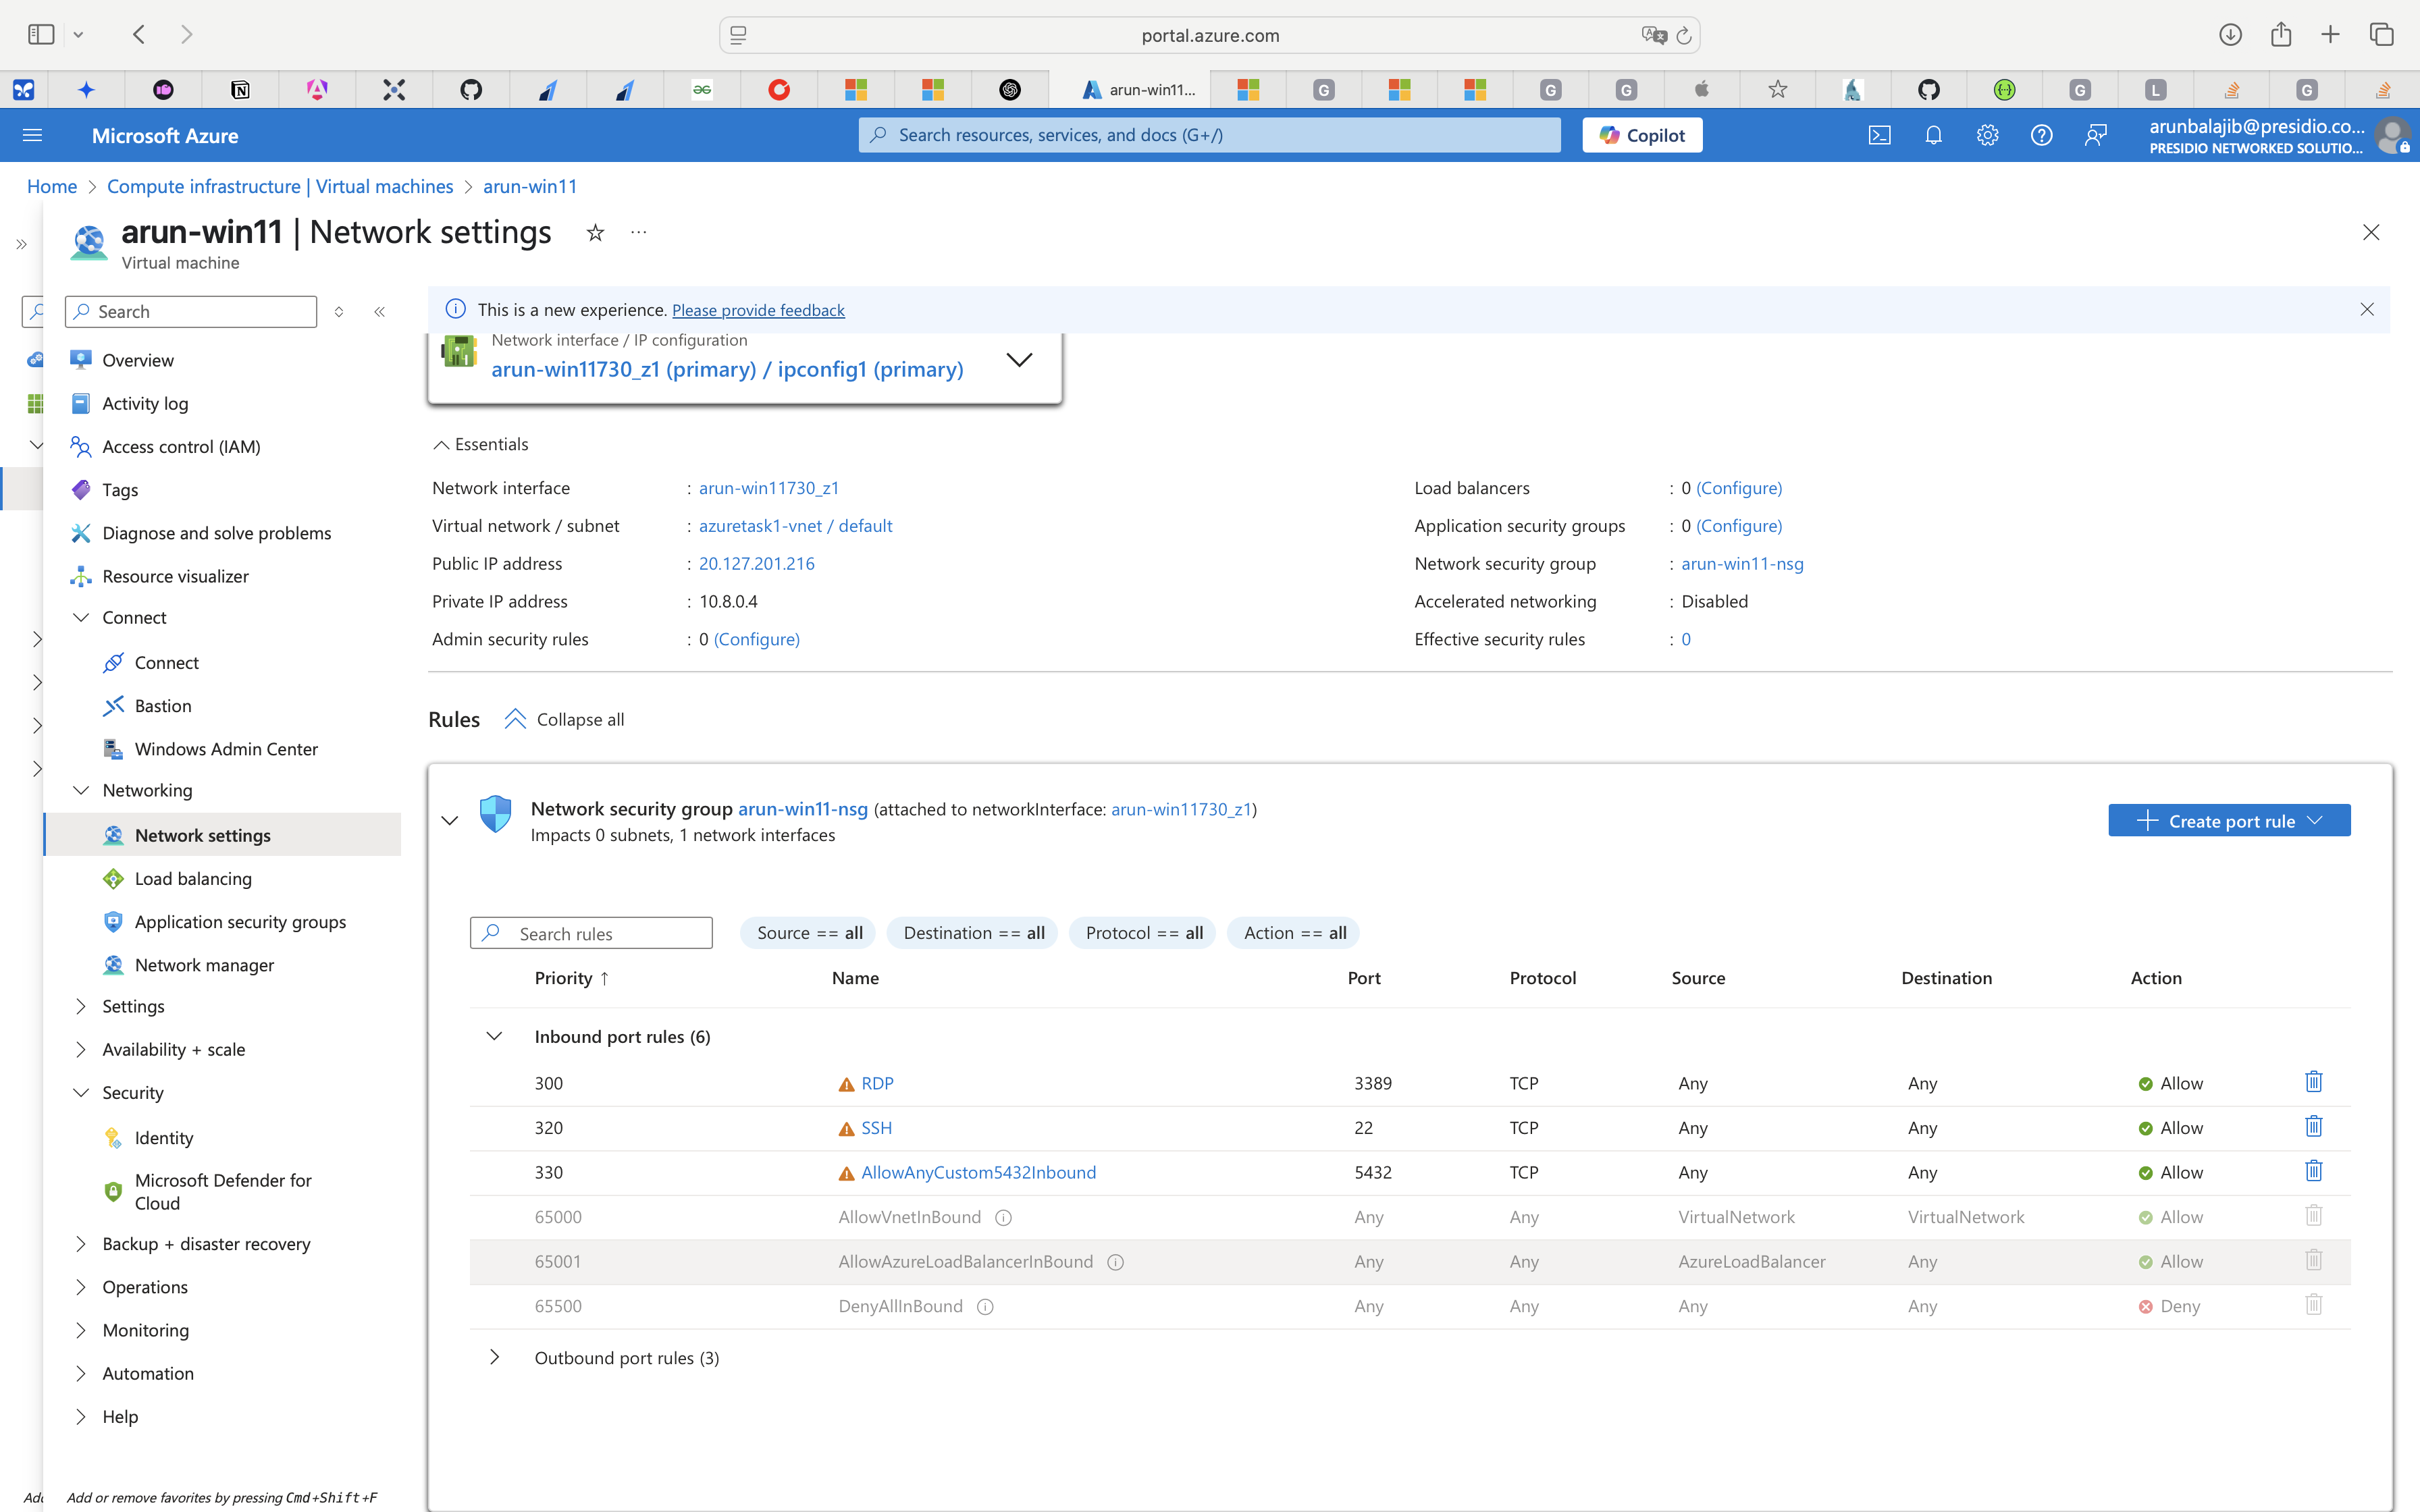 portal.azure.com
arun-win11...
Microsoft Azure
Search resources, services, and docs (G+/)
Copilot
arunbalajib@presidio.co...
PRESIDIO NETWORKED SOLUTIO...
Home > Compute infrastructure | Virtual machines > arun-win11
arun-win11 | Network settings
Virtual machine
Search
This is a new experience. Please provide feedback
Overview
Activity log
Access control (IAM)
Tags
Diagnose and solve problems
Resource visualizer
Connect
Connect
Bastion
Windows Admin Center
Networking
Network settings
Load balancing
Application security groups
Network manager
Settings
Availability + scale
Security
Identity
Microsoft Defender for
Cloud
Backup + disaster recovery
Operations
Monitoring
Automation
Help
Add or remove favorites by pressing Cmd+Shift+F
Network interface / IP configuration
arun-win11730_z1 (primary) / ipconfig1 (primary)
Essentials
Network interface : arun-win11730_z1
Virtual network / subnet : azuretask1-vnet / default
Public IP address : 20.127.201.216
Private IP address : 10.8.0.4
Admin security rules : 0 (Configure)
Load balancers : 0 (Configure)
Application security groups : 0 (Configure)
Network security group : arun-win11-nsg
Accelerated networking : Disabled
Effective security rules : 0
Rules Collapse all
Network security group arun-win11-nsg (attached to networkInterface: arun-win11730_z1)
Impacts 0 subnets, 1 network interfaces
Create port rule
Search rules
Source == all Destination == all Protocol == all Action == all
Priority ↑ Name Port Protocol Source Destination Action
Inbound port rules (6)
300 RDP 3389 TCP Any Any Allow
320 SSH 22 TCP Any Any Allow
330 AllowAnyCustom5432Inbound 5432 TCP Any Any Allow
65000 AllowVnetInBound Any Any VirtualNetwork VirtualNetwork Allow
65001 AllowAzureLoadBalancerInBound Any Any AzureLoadBalancer Any Allow
65500 DenyAllInBound Any Any Any Any Deny
Outbound port rules (3)